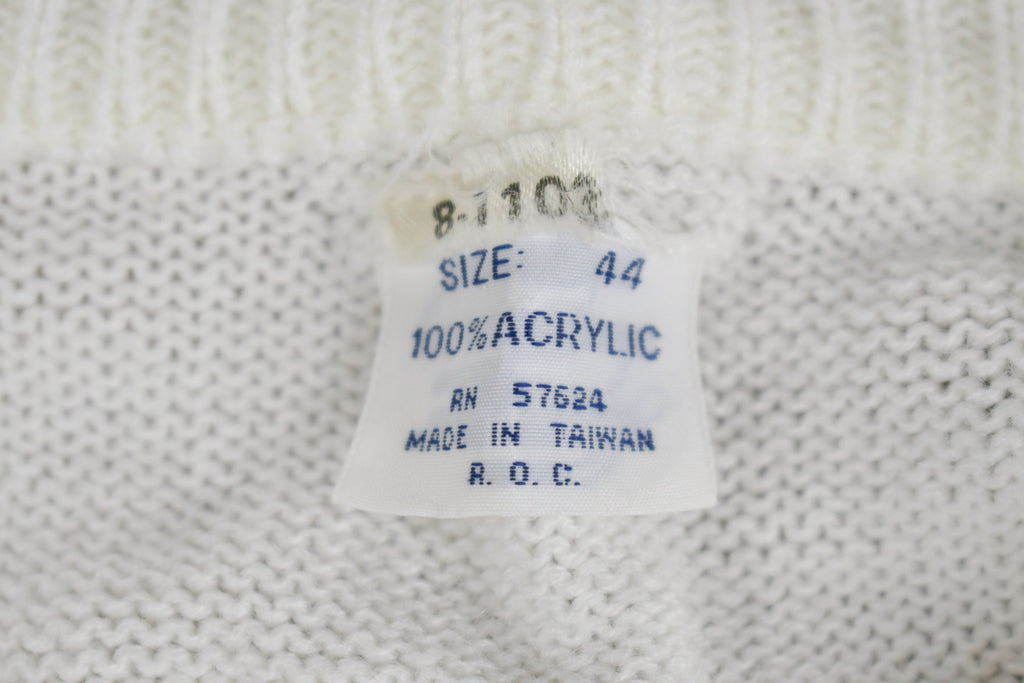 8-1103
SIZE: 44
100% ACRYLIC
RN 57624
MADE IN TAIWAN
R. O. C.